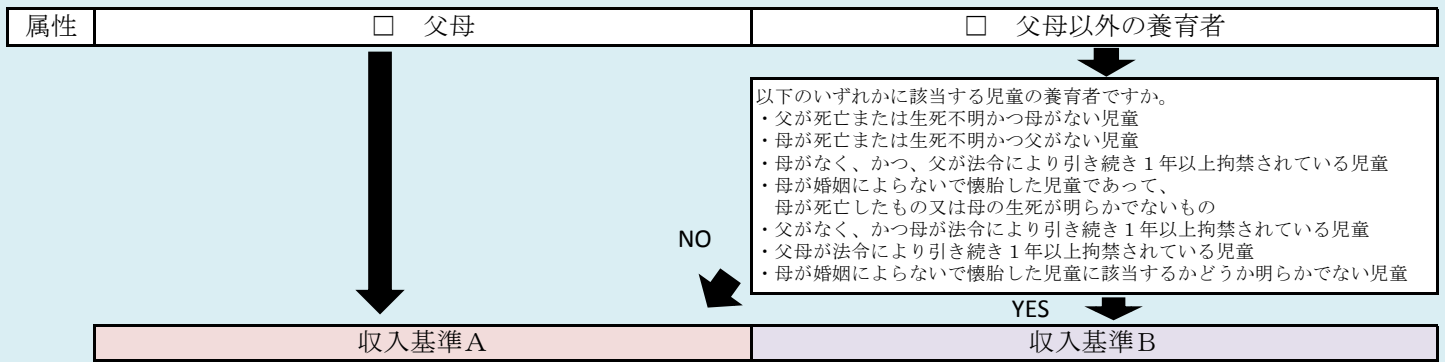 属性 □ 父母 □ 父母以外の養育者
以下のいずれかに該当する児童の養育者ですか。
・父が死亡または生死不明かつ母がない児童
・母が死亡または生死不明かつ父がない児童
・母がなく、かつ、父が法令により引き続き１年以上拘禁されている児童
・母が婚姻によらないで懐胎した児童であって、
母が死亡したもの又は母の生死が明らかでないもの
・父がなく、かつ母が法令により引き続き１年以上拘禁されている児童
・父母が法令により引き続き１年以上拘禁されている児童
・母が婚姻によらないで懐胎した児童に該当するかどうか明らかでない児童
NO
YES
収入基準Ａ 収入基準Ｂ